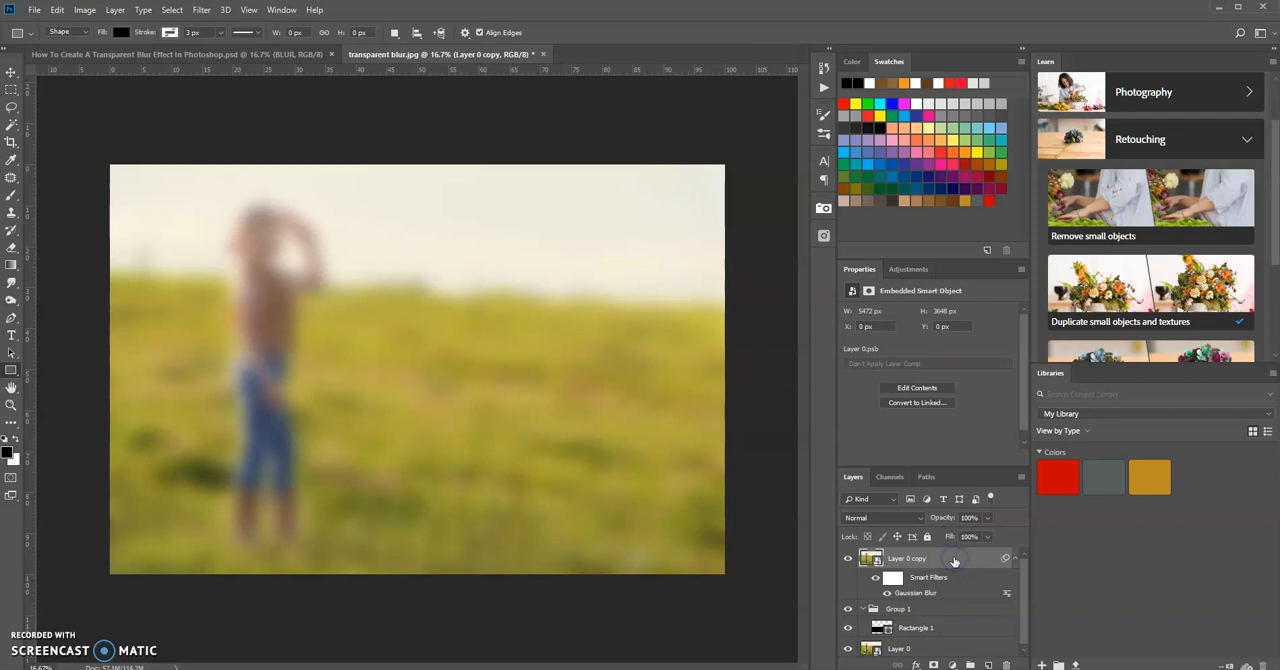 Ps File Edit Image Layer Type Select Filter 3D View Window Help
Shape Fill: Stroke: 3 px W: 0 px H: 0 px Align Edges
How To Create A Transparent Blur Effect In Photoshop.psd @ 16.7% (BLUR, RGB/8) × transparent blur.jpg @ 16.7% (Layer 0 copy, RGB/8) * ×
Color Swatches
Learn
Photography
Retouching
Remove small objects
Duplicate small objects and textures
Properties Adjustments
Embedded Smart Object
W: 5472 px H: 3648 px
X: 0 px Y: 0 px
Layer 0.psb
Don't Apply Layer Comp
Edit Contents
Convert to Linked...
Libraries
Search Current Library
My Library
View by Type
Colors
Layers Channels Paths
Kind
Normal Opacity: 100%
Lock: Fill: 100%
Layer 0 copy
Smart Filters
Gaussian Blur
Group 1
Rectangle 1
Layer 0
fx
-- KB
RECORDED WITH
SCREENCAST MATIC
16.67% Doc: 57.1M/114.2M